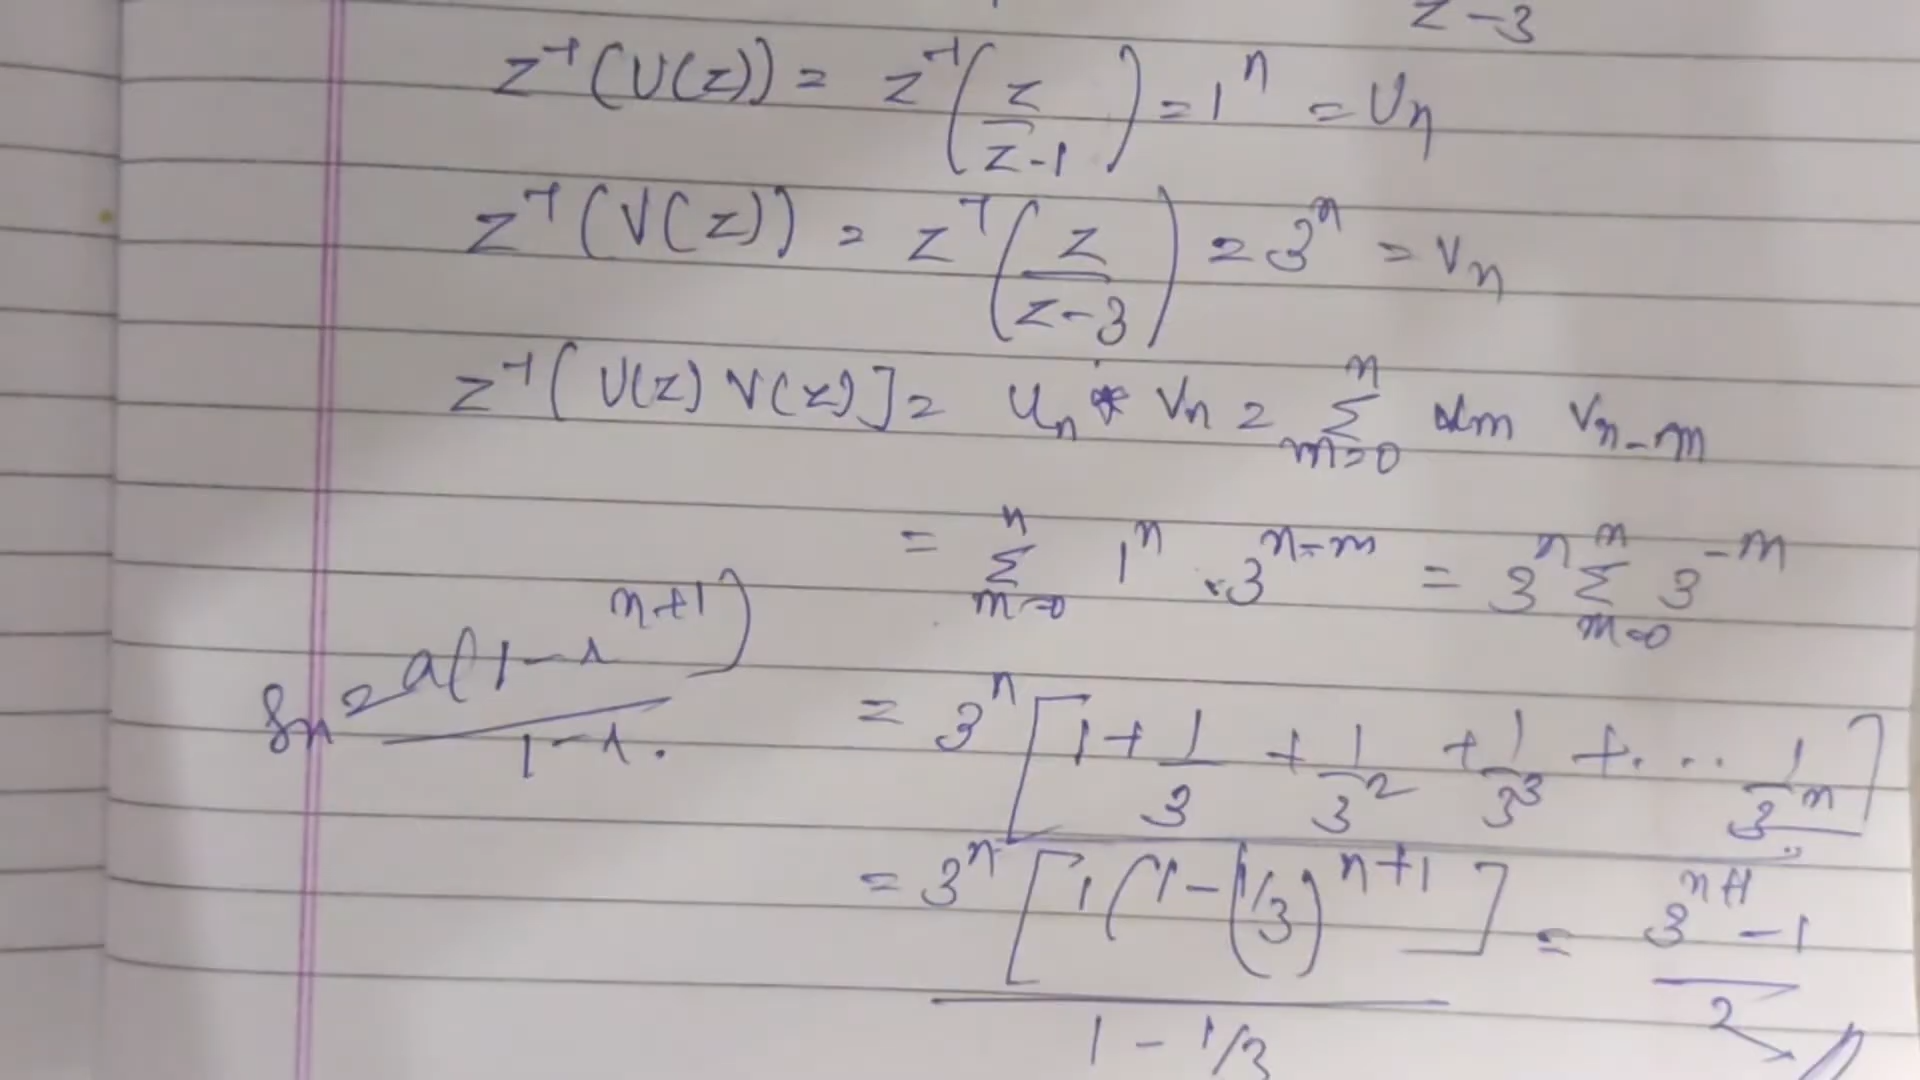 z-3
z⁻¹(U(z)) = z⁻¹(z/(z-1)) = 1ⁿ = Uₙ
z⁻¹(V(z)) = z⁻¹(z/(z-3)) = 3ⁿ = Vₙ
z⁻¹[U(z) V(z)] = uₙ * Vₙ = Σ_{m=0}^{n} um Vₙ₋ₘ
= Σ_{m=0}^{n} 1ⁿ · 3ⁿ⁻ᵐ = 3ⁿ Σ_{m=0}^{n} 3⁻ᵐ
Sn = a(1-r^{n+1})/(1-r).
= 3ⁿ [1 + 1/3 + 1/3² + 1/3³ + ... 1/3ⁿ]
= 3ⁿ [1(1-(1/3)^{n+1}] / (1 - 1/3) = (3^{n+1} - 1)/2